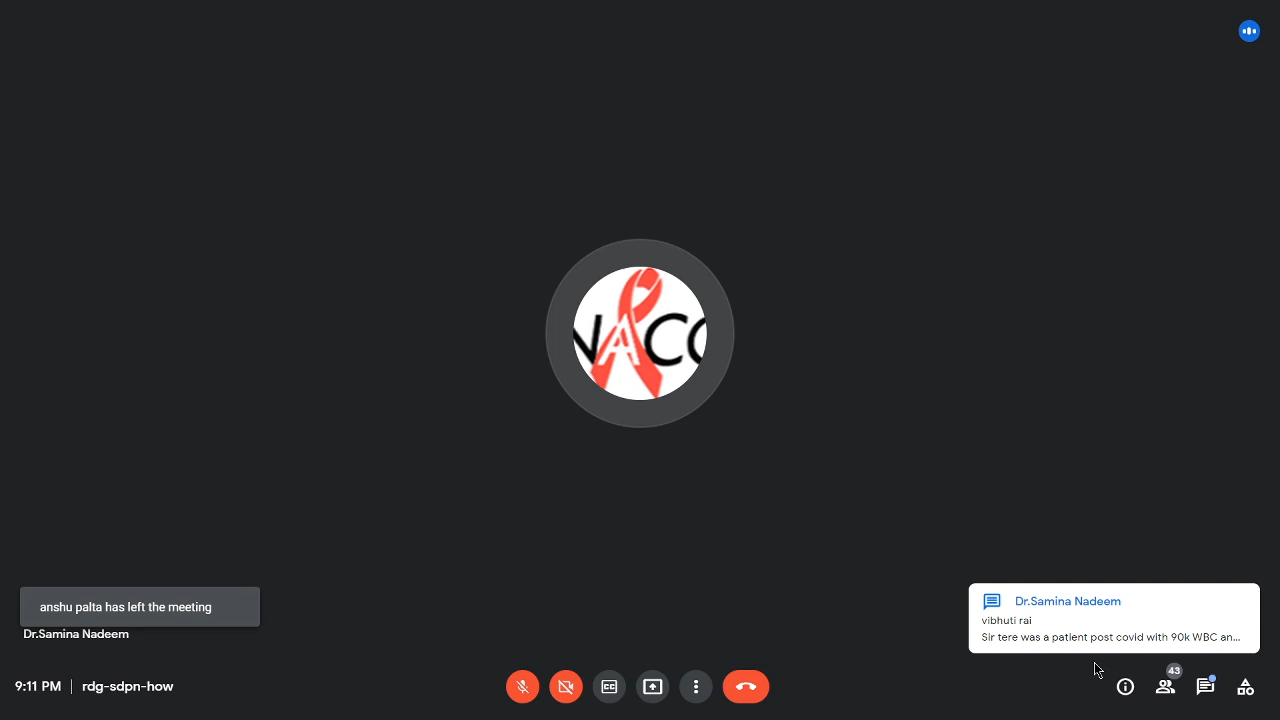 NACO
anshu palta has left the meeting
Dr.Samina Nadeem
Dr.Samina Nadeem
vibhuti rai
Sir tere was a patient post covid with 90k WBC an...
9:11 PM | rdg-sdpn-how
CC
43